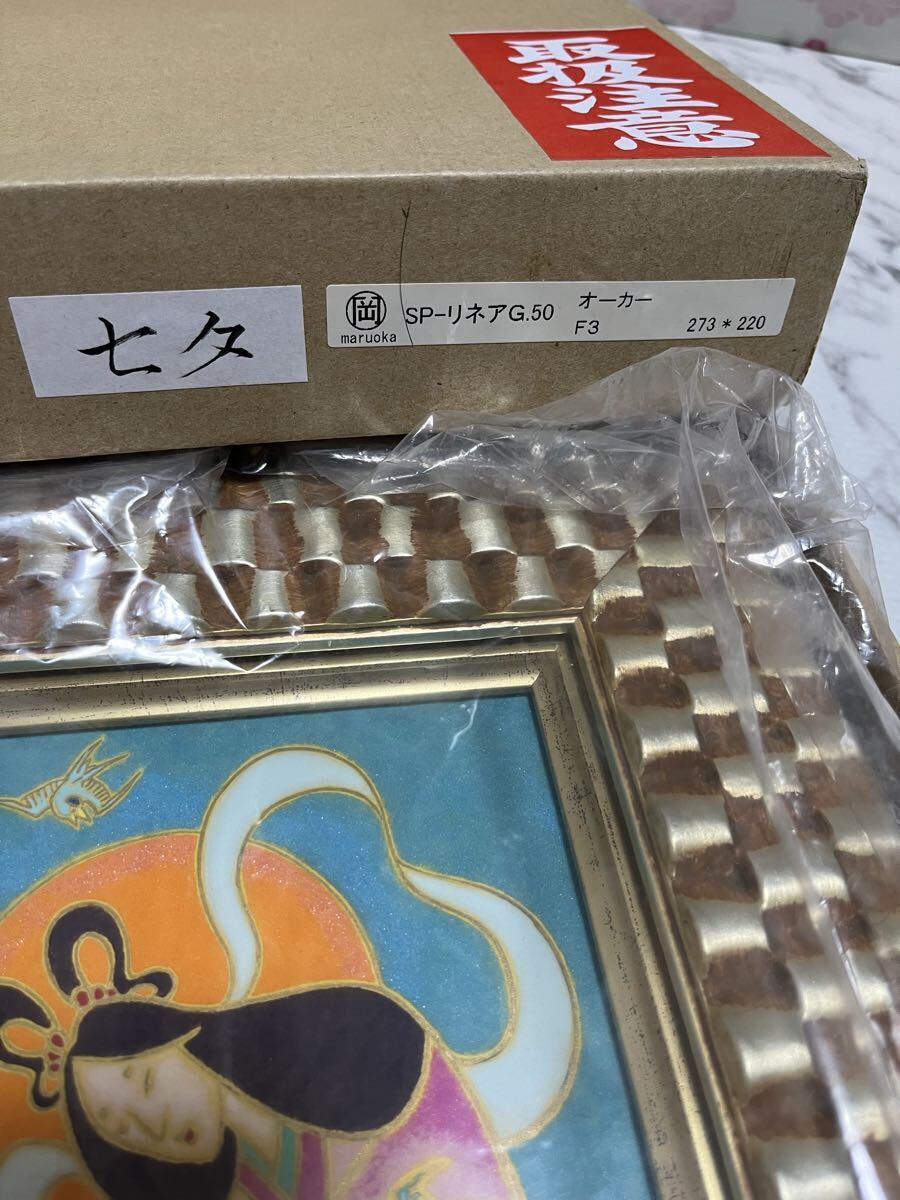 取扱注意
七夕
岡
maruoka
SP-リネアG.50
オーカー
F3
273*220